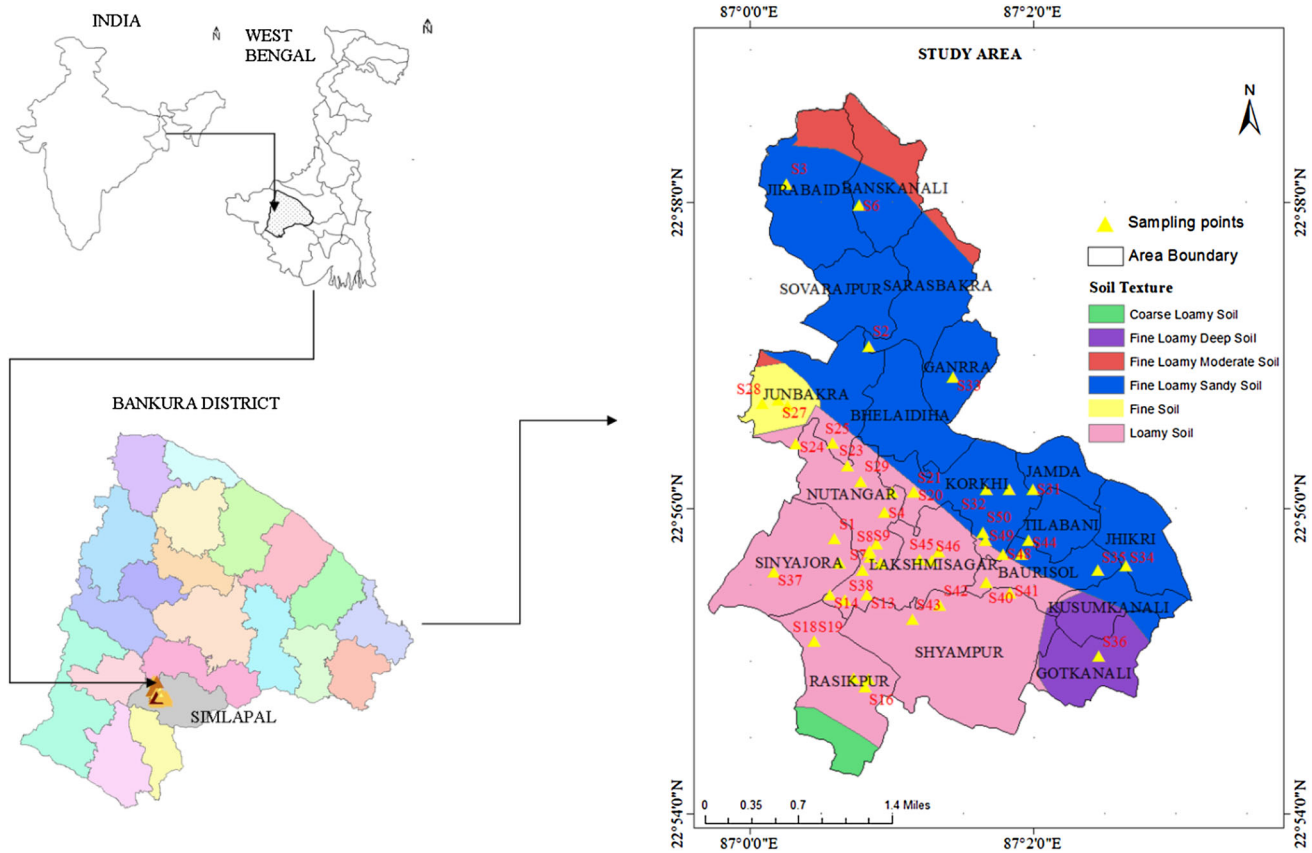 INDIA
N
WEST
BENGAL
N
BANKURA DISTRICT
SIMLAPAL
87°0'0"E
87°2'0"E
STUDY AREA
N
22°58'0"N
22°58'0"N
S3
JIRABAID
BANSKANALI
S6
SOVARAJPUR
SARASBAKRA
S2
GANRRA
S33
S28
JUNBAKRA
S27
BHELAIDIHA
S25
S24
S23
S29
S21
S20
NUTANGAR
KORKHI
JAMDA
S31
S32
22°56'0"N
22°56'0"N
S4
S1
S50
S49
TILABANI
S44
JHIKRI
S8S9
S7
S45
S46
S48
SINYAJORA
LAKSHMISAGAR
BAURISOL
S35
S34
S37
S38
S14
S13
S43
S42
S40
S41
KUSUMKANALI
S18S19
SHYAMPUR
S36
GOTKANALI
RASIKPUR
S16
Sampling points
Area Boundary
Soil Texture
Coarse Loamy Soil
Fine Loamy Deep Soil
Fine Loamy Moderate Soil
Fine Loamy Sandy Soil
Fine Soil
Loamy Soil
0 0.35 0.7 1.4 Miles
22°54'0"N
22°54'0"N
87°0'0"E
87°2'0"E